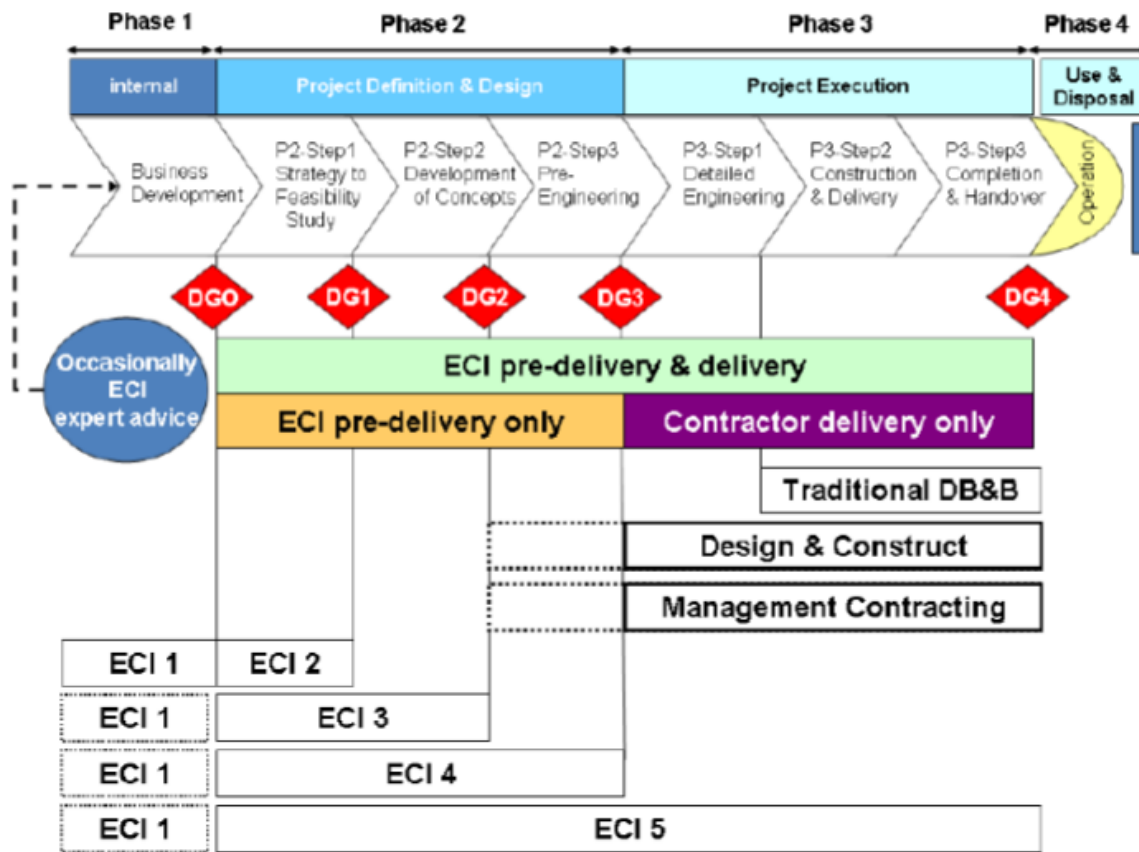 Phase 1
Phase 2
Phase 3
Phase 4
internal
Project Definition & Design
Project Execution
Use &
Disposal
Business
Development
P2-Step1
Strategy to
Feasibility
Study
P2-Step2
Development
of Concepts
P2-Step3
Pre-
Engineering
P3-Step1
Detailed
Engineering
P3-Step2
Construction
& Delivery
P3-Step3
Completion
& Handover
Operation
DG0
DG1
DG2
DG3
DG4
Occasionally
ECI
expert advice
ECI pre-delivery & delivery
ECI pre-delivery only
Contractor delivery only
Traditional DB&B
Design & Construct
Management Contracting
ECI 1
ECI 2
ECI 1
ECI 3
ECI 1
ECI 4
ECI 1
ECI 5